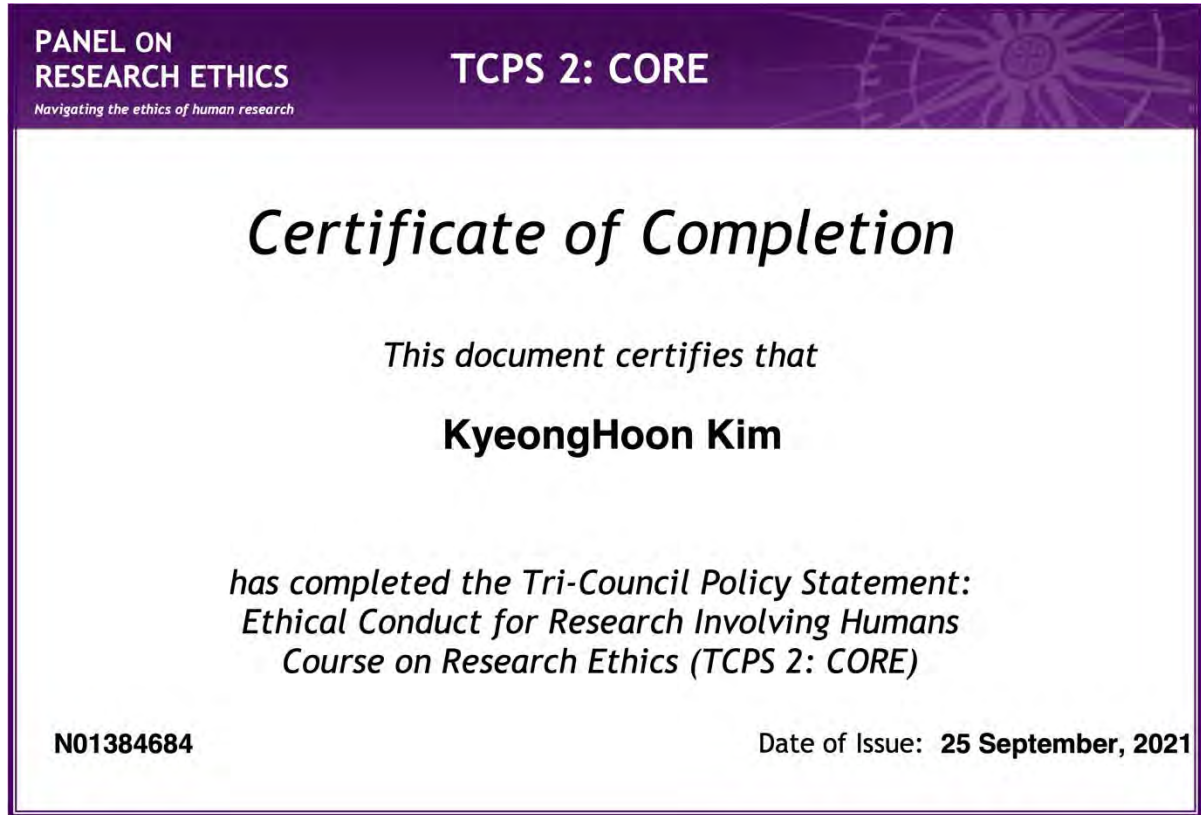 PANEL ON
RESEARCH ETHICS
Navigating the ethics of human research
TCPS 2: CORE
Certificate of Completion
This document certifies that
KyeongHoon Kim
has completed the Tri-Council Policy Statement:
Ethical Conduct for Research Involving Humans
Course on Research Ethics (TCPS 2: CORE)
N01384684
Date of Issue: 25 September, 2021